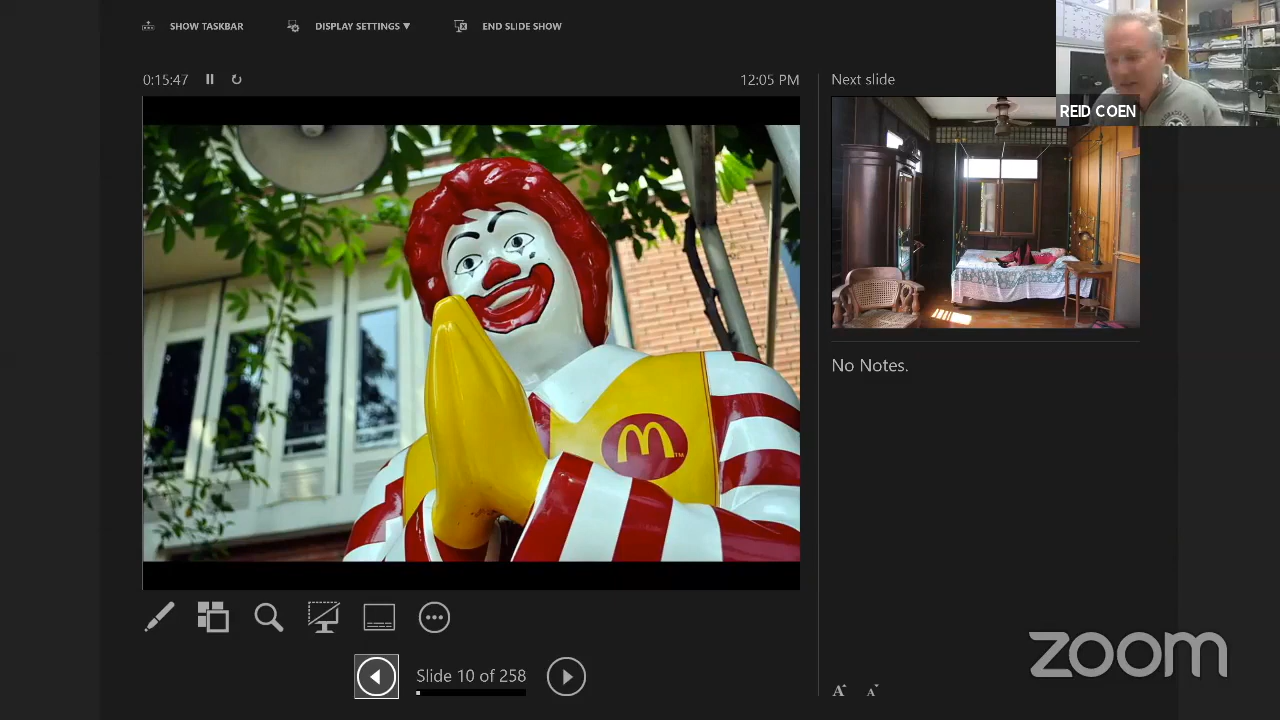 SHOW TASKBAR
DISPLAY SETTINGS ▼
END SLIDE SHOW
0:15:47
12:05 PM
Next slide
REID COEN
No Notes.
M
TM
Slide 10 of 258
A A
zoom